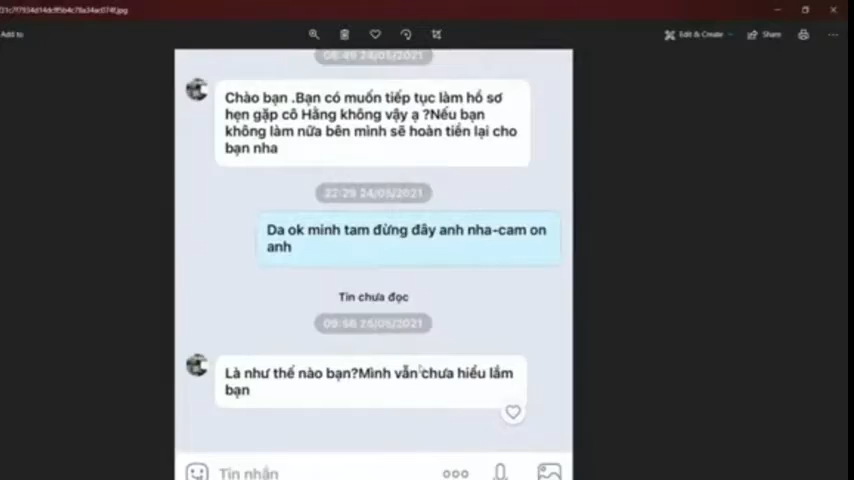 Add to
Edit & Create
Share
24/05/2021
Chào bạn .Bạn có muốn tiếp tục làm hồ sơ
hẹn gặp cô Hằng không vậy ạ ?Nếu bạn
không làm nữa bên mình sẽ hoàn tiền lại cho
bạn nha
22:29 24/05/2021
Da ok minh tam đừng đây anh nha-cam on
anh
Tin chưa đọc
09:56 25/05/2021
Là như thế nào bạn?Mình vẫn chưa hiểu lắm
bạn
Tin nhắn